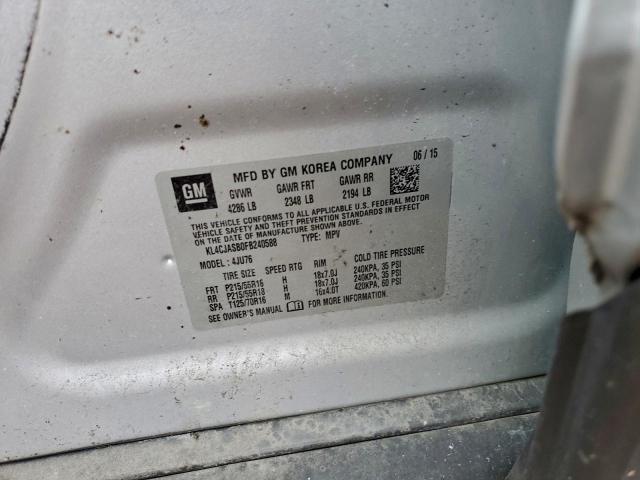 GM
MFD BY GM KOREA COMPANY 06/15
GVWR GAWR FRT GAWR RR
4286 LB 2348 LB 2194 LB
THIS VEHICLE CONFORMS TO ALL APPLICABLE U.S. FEDERAL MOTOR
VEHICLE SAFETY AND THEFT PREVENTION STANDARDS IN EFFECT
ON THE DATE OF MANUFACTURE SHOWN ABOVE.
KL4CJASB0FB240588 TYPE: MPV
MODEL: 4JU76
TIRE SIZE SPEED RTG RIM COLD TIRE PRESSURE
FRT P215/55R18 H 18x7.0J 240KPA, 35 PSI
RR P215/55R18 H 18x7.0J 240KPA, 35 PSI
SPA T125/70R16 M 16x4.0T 420KPA, 60 PSI
SEE OWNER'S MANUAL FOR MORE INFORMATION.